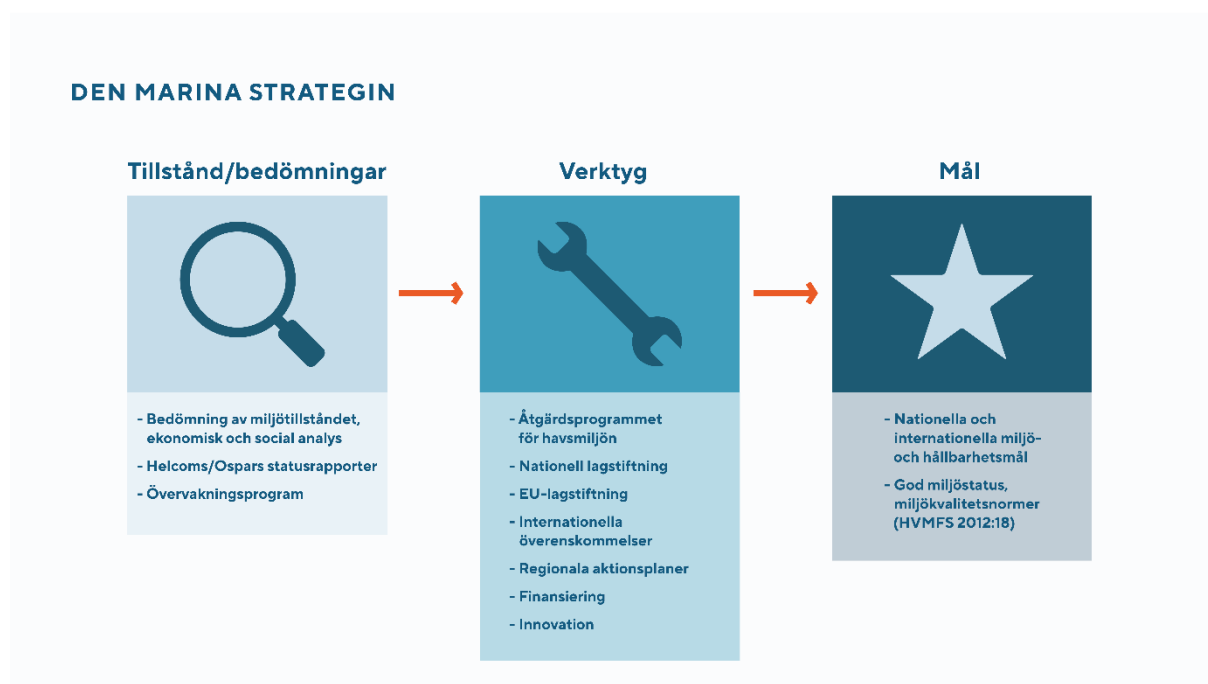 DEN MARINA STRATEGIN
Tillstånd/bedömningar
- Bedömning av miljötillståndet,
ekonomisk och social analys
- Helcoms/Ospars statusrapporter
- Övervakningsprogram
Verktyg
- Åtgärdsprogrammet
för havsmiljön
- Nationell lagstiftning
- EU-lagstiftning
- Internationella
överenskommelser
- Regionala aktionsplaner
- Finansiering
- Innovation
Mål
- Nationella och
internationella miljö-
och hållbarhetsmål
- God miljöstatus,
miljökvalitetsnormer
(HVMFS 2012:18)